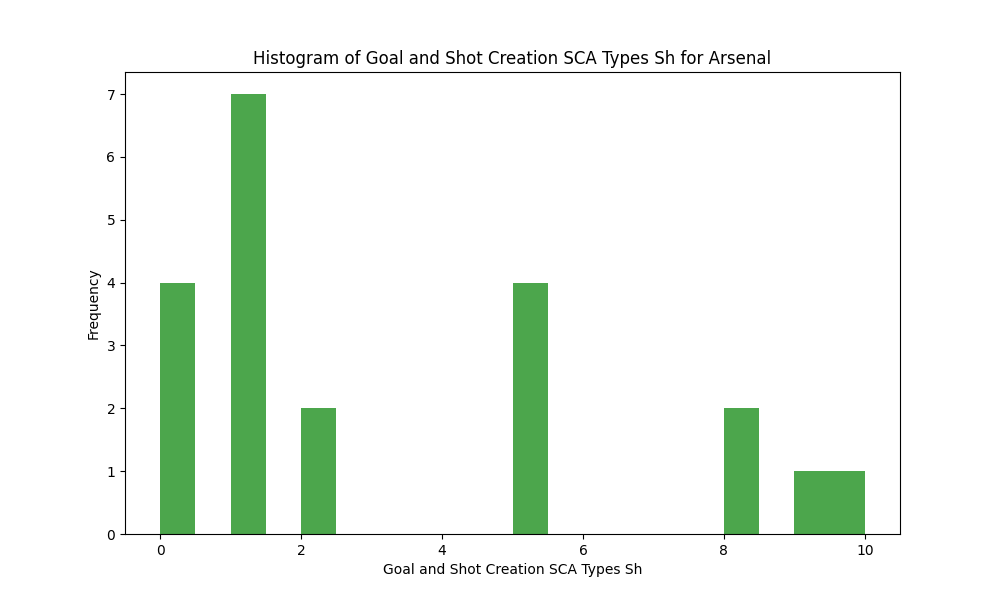 Histogram of Goal and Shot Creation SCA Types Sh for Arsenal
7
6
5
4
3
2
1
0
Frequency
0 2 4 6 8 10
Goal and Shot Creation SCA Types Sh